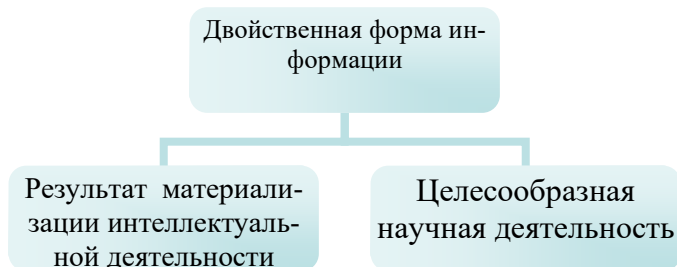 Двойственная форма ин-
формации
Результат материали-
зации интеллектуаль-
ной деятельности
Целесообразная
научная деятельность